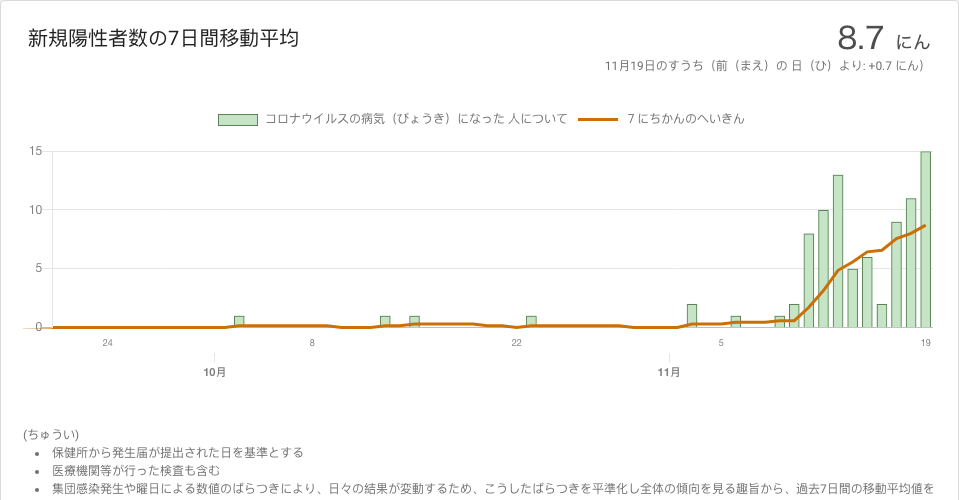 新規陽性者数の7日間移動平均
8.7 にん
11月19日のすうち（前（まえ）の 日（ひ）より: +0.7 にん）
コロナウイルスの病気（びょうき）になった 人について
7 にちかんのへいきん
15
10
5
0
24
8
22
5
19
10月
11月
(ちゅうい)
• 保健所から発生届が提出された日を基準とする
• 医療機関等が行った検査も含む
• 集団感染発生や曜日による数値のばらつきにより、日々の結果が変動するため、こうしたばらつきを平準化し全体の傾向を見る趣旨から、過去7日間の移動平均値を